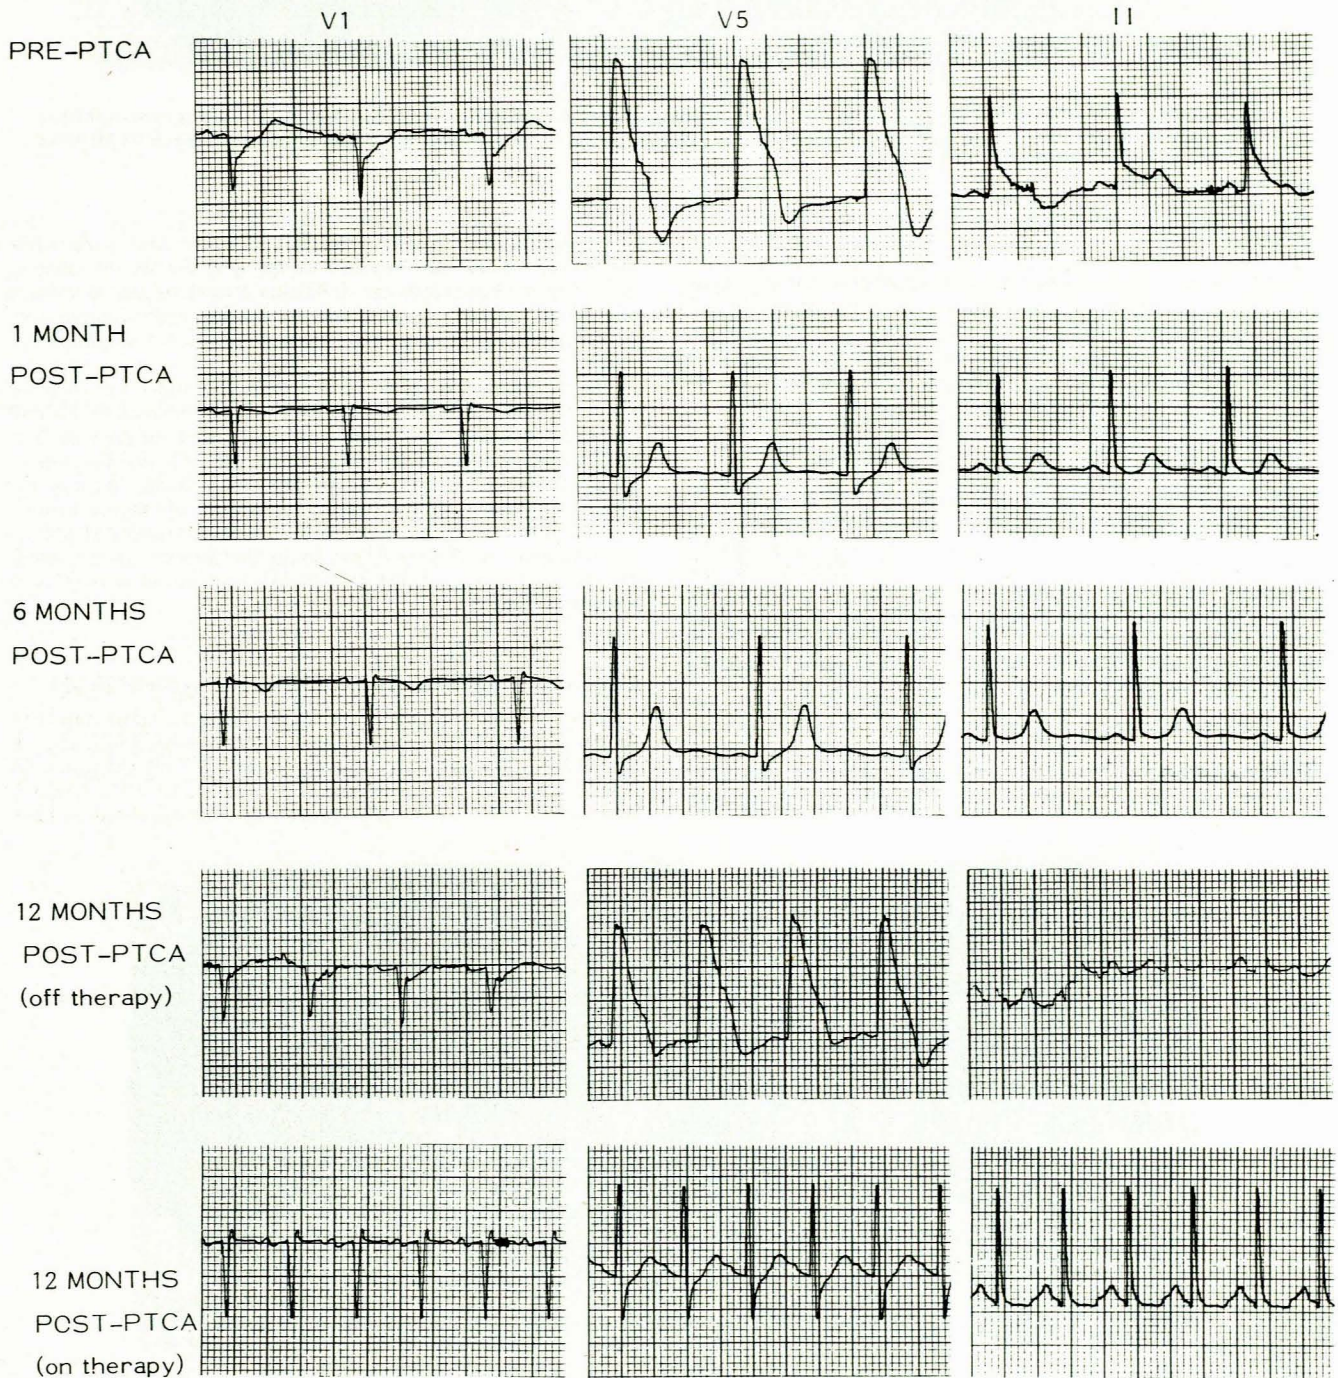 V1
V5
II
PRE-PTCA
1 MONTH
POST-PTCA
6 MONTHS
POST-PTCA
12 MONTHS
POST-PTCA
(off therapy)
12 MONTHS
POST-PTCA
(on therapy)